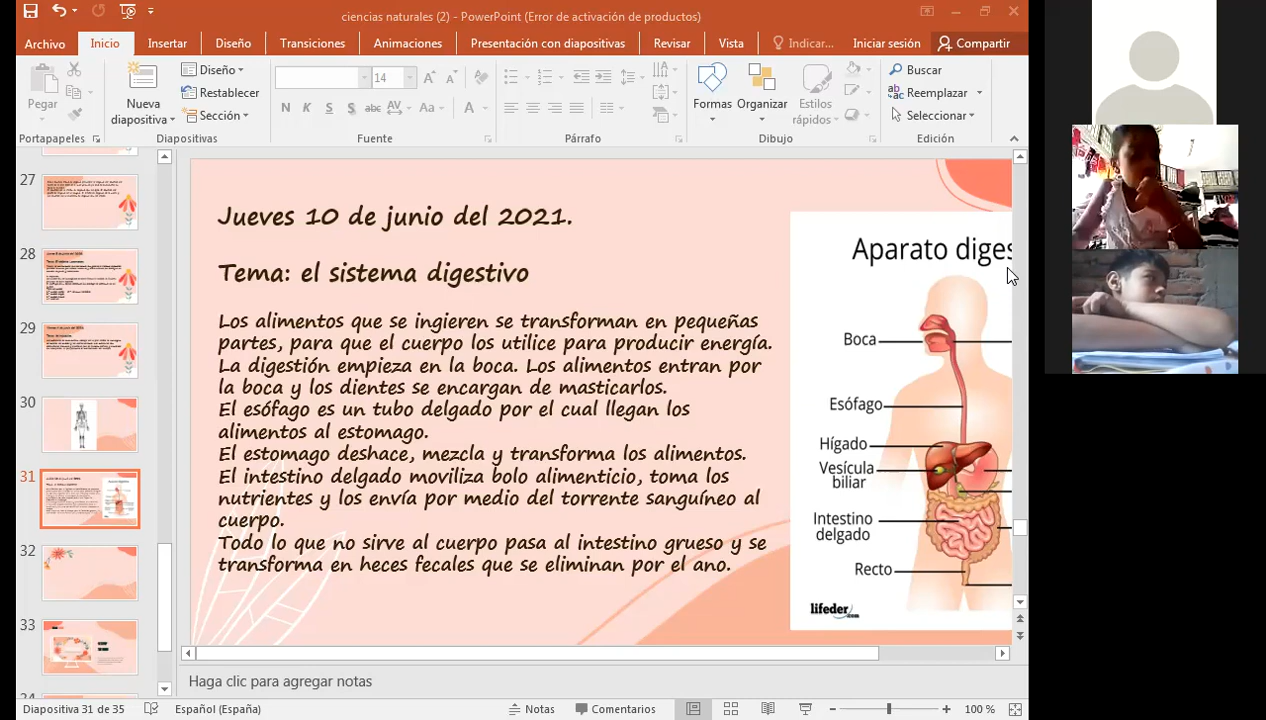 ciencias naturales (2) - PowerPoint (Error de activación de productos)
Archivo Inicio Insertar Diseño Transiciones Animaciones Presentación con diapositivas Revisar Vista Indicar... Iniciar sesión Compartir
Pegar
Nueva diapositiva
Diseño
Restablecer
Sección
14
N K S S abc AV Aa A
Formas
Organizar
Estilos rápidos
Buscar
Reemplazar
Seleccionar
Portapapeles Diapositivas Fuente Párrafo Dibujo Edición
27
28
29
30
31
32
33
Jueves 10 de junio del 2021.
Tema: el sistema digestivo
Los alimentos que se ingieren se transforman en pequeñas
partes, para que el cuerpo los utilice para producir energía.
La digestión empieza en la boca. Los alimentos entran por
la boca y los dientes se encargan de masticarlos.
El esófago es un tubo delgado por el cual llegan los
alimentos al estomago.
El estomago deshace, mezcla y transforma los alimentos.
El intestino delgado moviliza bolo alimenticio, toma los
nutrientes y los envía por medio del torrente sanguíneo al
cuerpo.
Todo lo que no sirve al cuerpo pasa al intestino grueso y se
transforma en heces fecales que se eliminan por el ano.
Aparato diges
Boca
Esófago
Hígado
Vesícula
biliar
Intestino
delgado
Recto
lifeder.com
Haga clic para agregar notas
Diapositiva 31 de 35 Español (España) Notas Comentarios 100 %